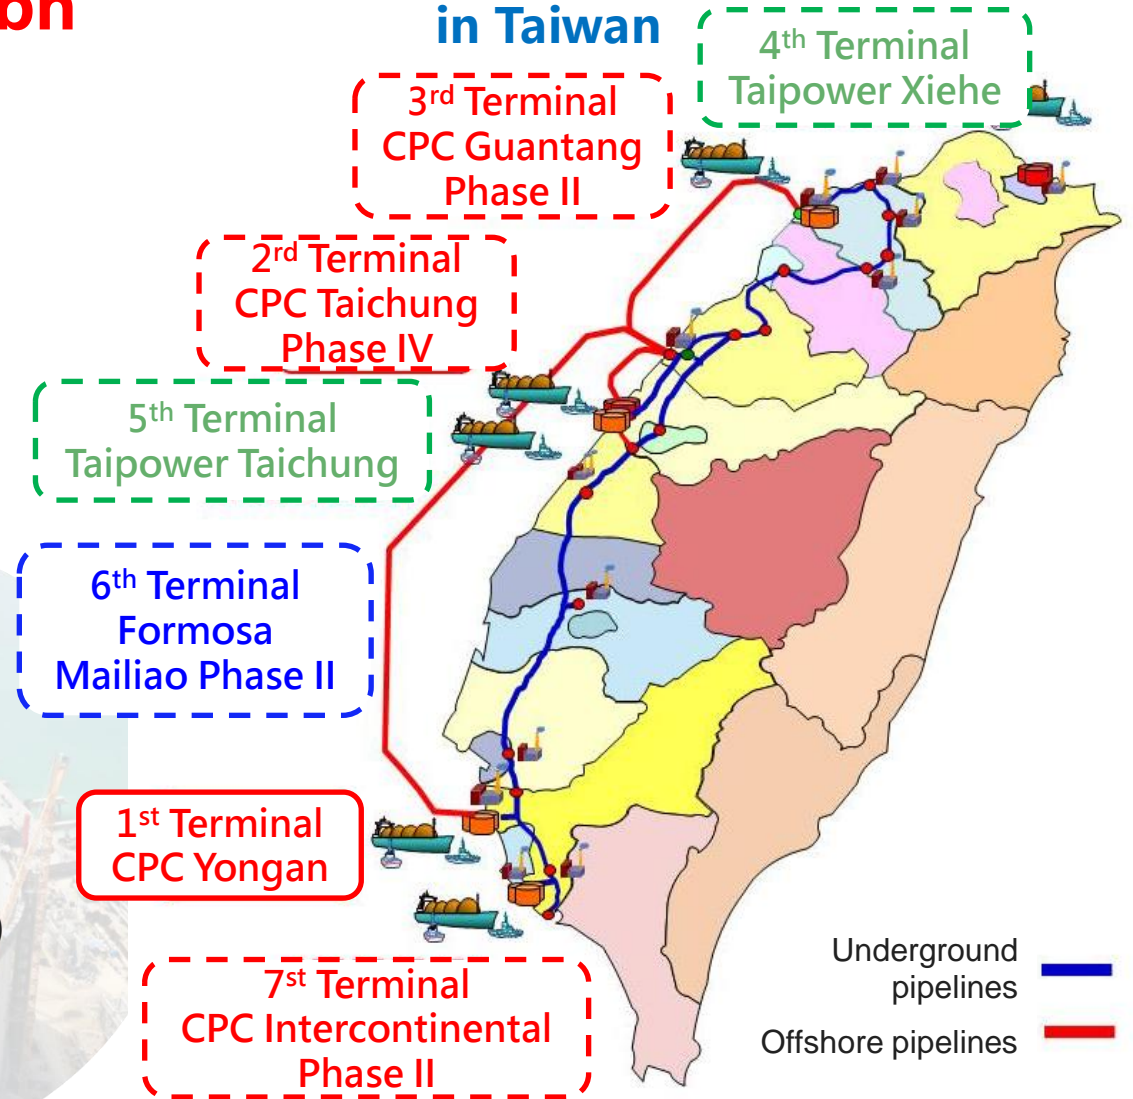 in Taiwan
4th Terminal
Taipower Xiehe
3rd Terminal
CPC Guantang
Phase II
2rd Terminal
CPC Taichung
Phase IV
5th Terminal
Taipower Taichung
6th Terminal
Formosa
Mailiao Phase II
1st Terminal
CPC Yongan
7st Terminal
CPC Intercontinental
Phase II
Underground
pipelines
Offshore pipelines